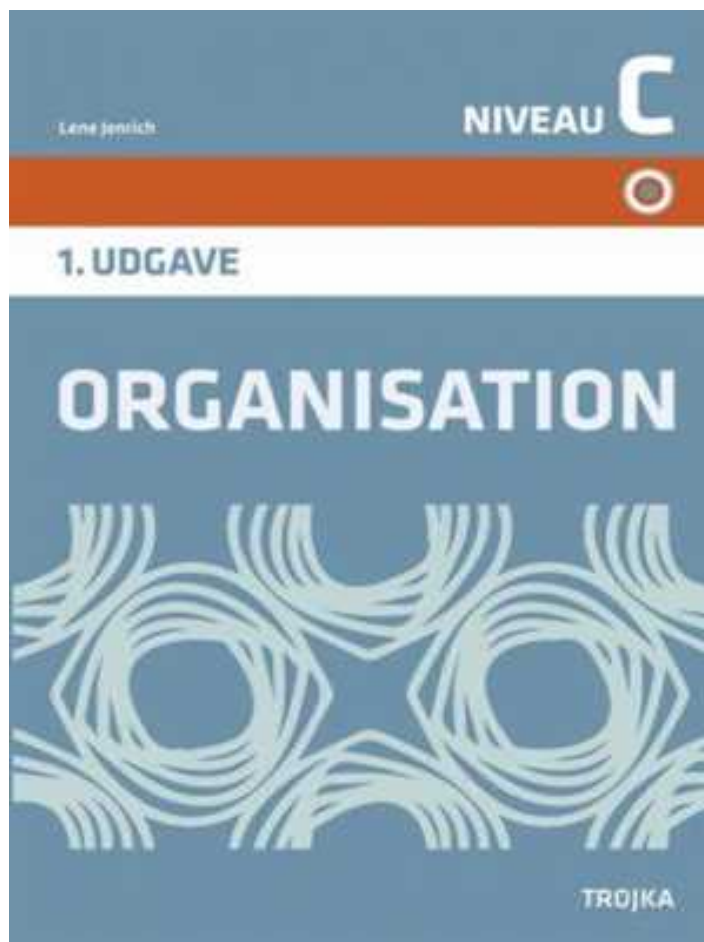 Lene Jenrich
NIVEAU C
1. UDGAVE
ORGANISATION
TROJKA